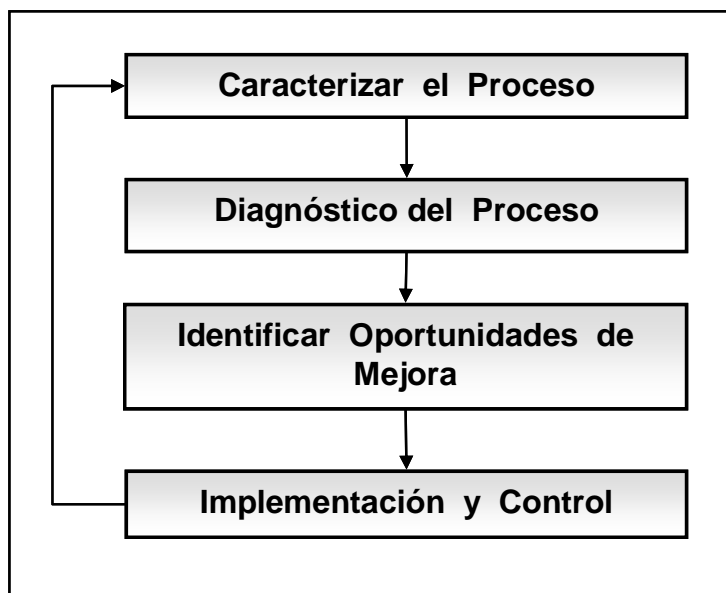 Caracterizar el Proceso
Diagnóstico del Proceso
Identificar Oportunidades de
Mejora
Implementación y Control